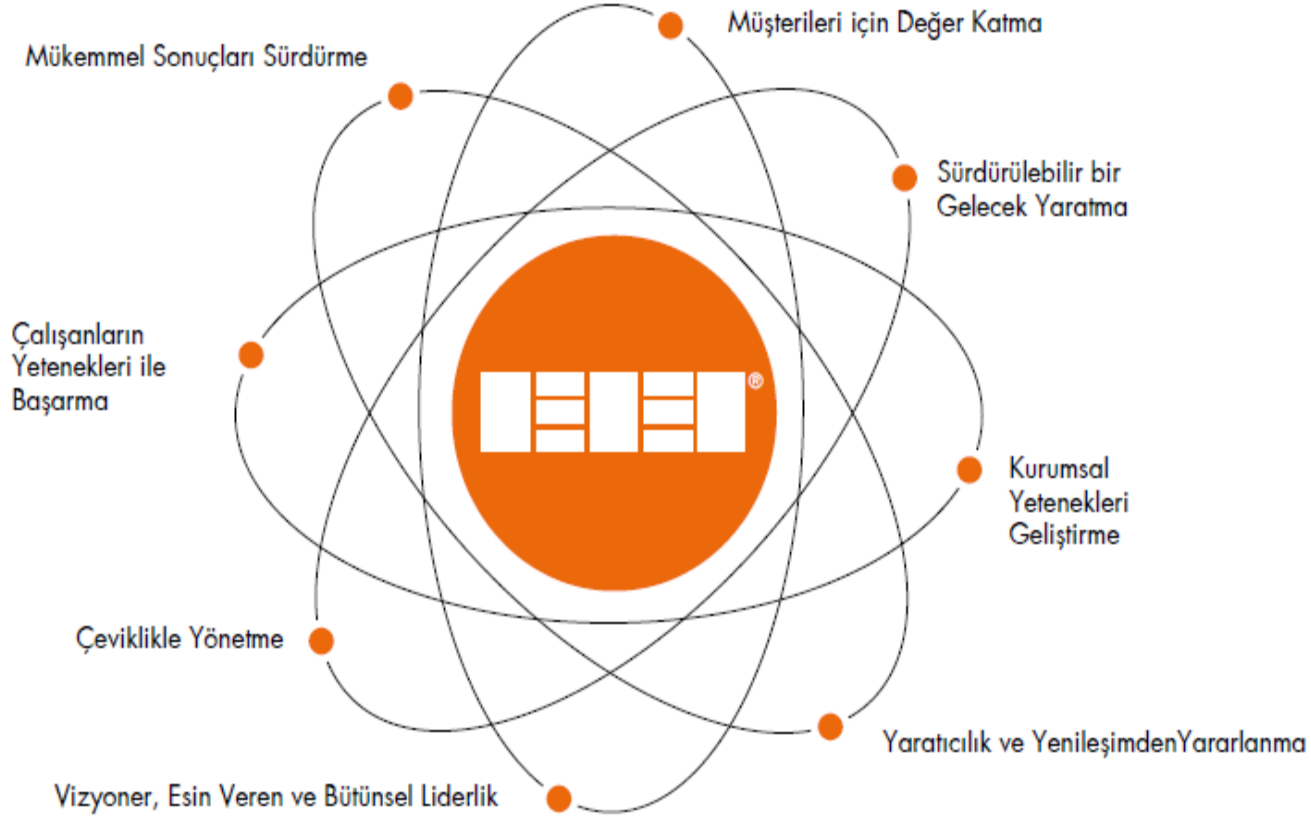 Müşterileri için Değer Katma
Mükemmel Sonuçları Sürdürme
Sürdürülebilir bir
Gelecek Yaratma
Çalışanların
Yetenekleri ile
Başarma
®
Kurumsal
Yetenekleri
Geliştirme
Çeviklikle Yönetme
Yaratıcılık ve YenileşimdenYararlanma
Vizyoner, Esin Veren ve Bütünsel Liderlik